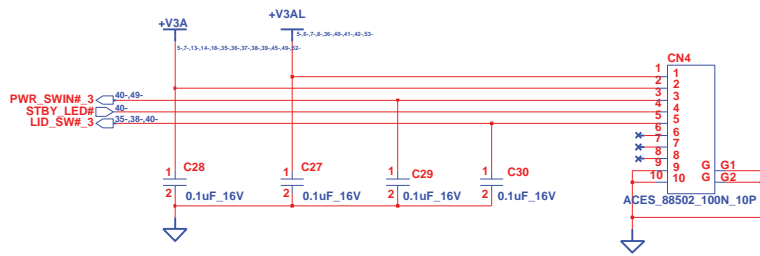 +V3A
+V3AL
5-,7-,13-,14-,18-,35-,36-,37-,38-,39-,45-,49-,52-
5-,6-,7-,8-,36-,40-,41-,42-,53-
CN4
PWR_SWIN#_3
40-,49-
STBY_LED#
40-
LID_SW#_3
35-,38-,40-
1 1
2 2
3 3
4 4
5 5
6 6
7 7
8 8
9 9
10 10
G G1
G G2
ACES_88502_100N_10P
1 C28
2 0.1uF_16V
1 C27
2 0.1uF_16V
1 C29
2 0.1uF_16V
1 C30
2 0.1uF_16V